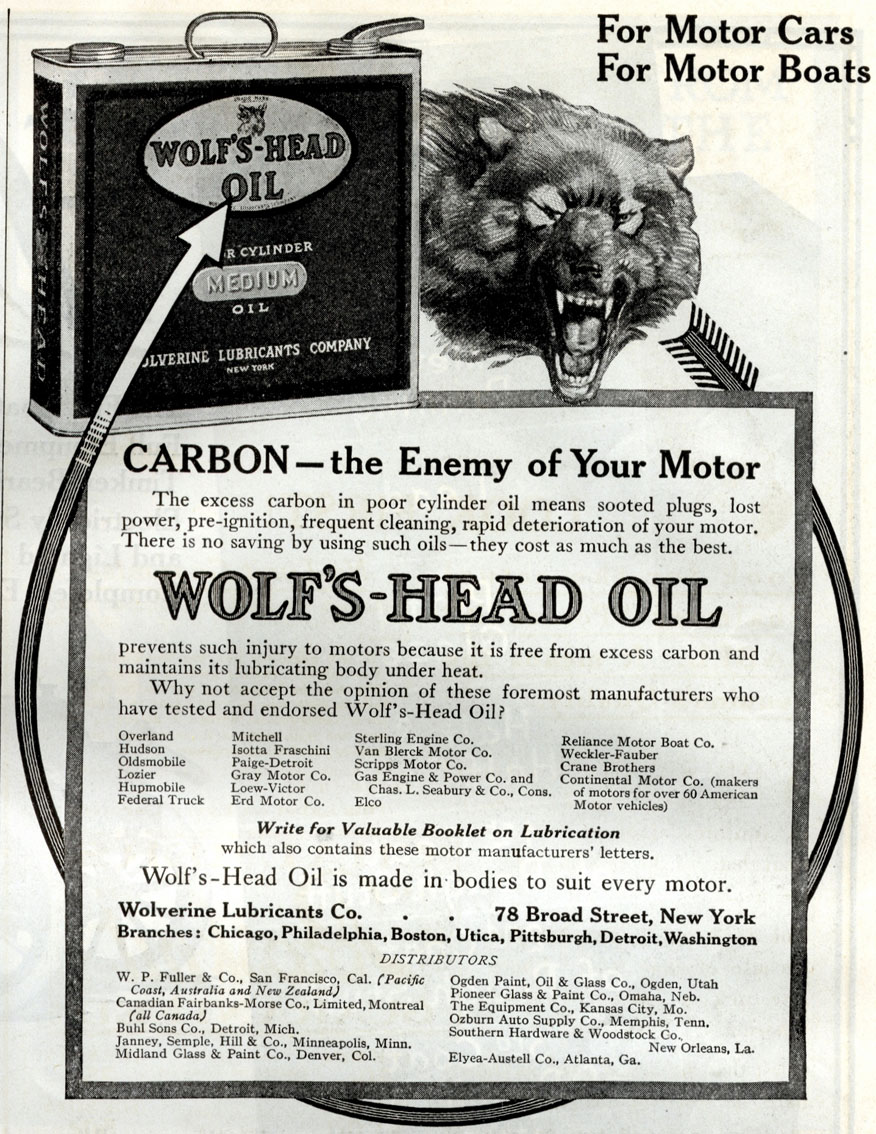 For Motor Cars
For Motor Boats
WOLF'S-HEAD
TRADE MARK
WOLF'S-HEAD
OIL
R CYLINDER
MEDIUM
OIL
OLVERINE LUBRICANTS COMPANY
NEW YORK
CARBON—the Enemy of Your Motor
The excess carbon in poor cylinder oil means sooted plugs, lost
power, pre-ignition, frequent cleaning, rapid deterioration of your motor.
There is no saving by using such oils—they cost as much as the best.
WOLF'S-HEAD OIL
prevents such injury to motors because it is free from excess carbon and
maintains its lubricating body under heat.
Why not accept the opinion of these foremost manufacturers who
have tested and endorsed Wolf's-Head Oil?
Overland
Hudson
Oldsmobile
Lozier
Hupmobile
Federal Truck
Mitchell
Isotta Fraschini
Paige-Detroit
Gray Motor Co.
Loew-Victor
Erd Motor Co.
Sterling Engine Co.
Van Blerck Motor Co.
Scripps Motor Co.
Gas Engine & Power Co. and
Chas. L. Seabury & Co., Cons.
Elco
Reliance Motor Boat Co.
Weckler-Fauber
Crane Brothers
Continental Motor Co. (makers
of motors for over 60 American
Motor vehicles)
Write for Valuable Booklet on Lubrication
which also contains these motor manufacturers' letters.
Wolf's-Head Oil is made in bodies to suit every motor.
Wolverine Lubricants Co. . . 78 Broad Street, New York
Branches: Chicago, Philadelphia, Boston, Utica, Pittsburgh, Detroit, Washington
DISTRIBUTORS
W. P. Fuller & Co., San Francisco, Cal. (Pacific
Coast, Australia and New Zealand)
Canadian Fairbanks-Morse Co., Limited, Montreal
(all Canada)
Buhl Sons Co., Detroit, Mich.
Janney, Semple, Hill & Co., Minneapolis, Minn.
Midland Glass & Paint Co., Denver, Col.
Ogden Paint, Oil & Glass Co., Ogden, Utah
Pioneer Glass & Paint Co., Omaha, Neb.
The Equipment Co., Kansas City, Mo.
Ozburn Auto Supply Co., Memphis, Tenn.
Southern Hardware & Woodstock Co.,
New Orleans, La.
Elyea-Austell Co., Atlanta, Ga.